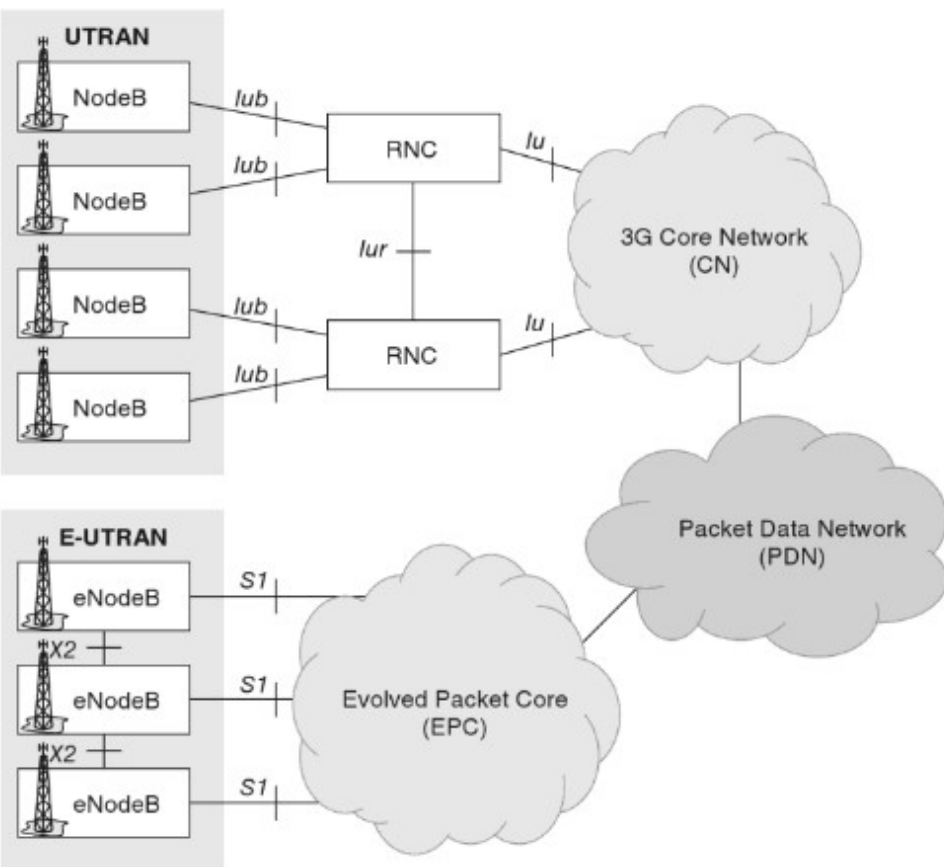 UTRAN
NodeB
Iub
RNC
Iu
NodeB
Iub
3G Core Network
(CN)
Iur
NodeB
Iub
RNC
Iu
NodeB
Iub
Packet Data Network
(PDN)
E-UTRAN
eNodeB
S1
X2
eNodeB
S1
Evolved Packet Core
(EPC)
X2
eNodeB
S1